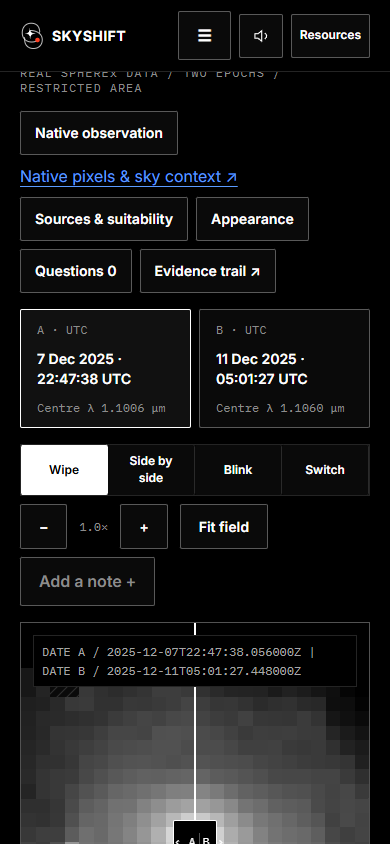 SKYSHIFT
☰
Resources
REAL SPHEREX DATA / TWO EPOCHS /
RESTRICTED AREA
Native observation
Native pixels & sky context ↗
Sources & suitability
Appearance
Questions 0
Evidence trail ↗
A · UTC
7 Dec 2025 ·
22:47:38 UTC
Centre λ 1.1006 µm
B · UTC
11 Dec 2025 ·
05:01:27 UTC
Centre λ 1.1060 µm
Wipe
Side by
side
Blink
Switch
−
1.0×
+
Fit field
Add a note +
DATE A / 2025-12-07T22:47:38.056000Z |
DATE B / 2025-12-11T05:01:27.448000Z
‹ A|B ›